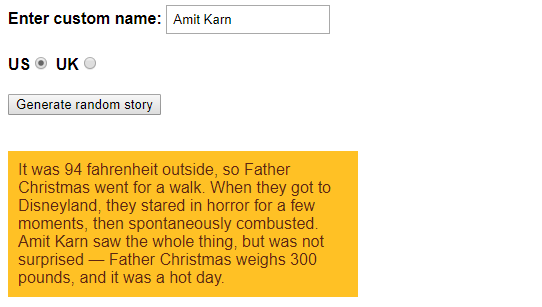 Enter custom name: Amit Karn
US UK
Generate random story
It was 94 fahrenheit outside, so Father
Christmas went for a walk. When they got to
Disneyland, they stared in horror for a few
moments, then spontaneously combusted.
Amit Karn saw the whole thing, but was not
surprised — Father Christmas weighs 300
pounds, and it was a hot day.